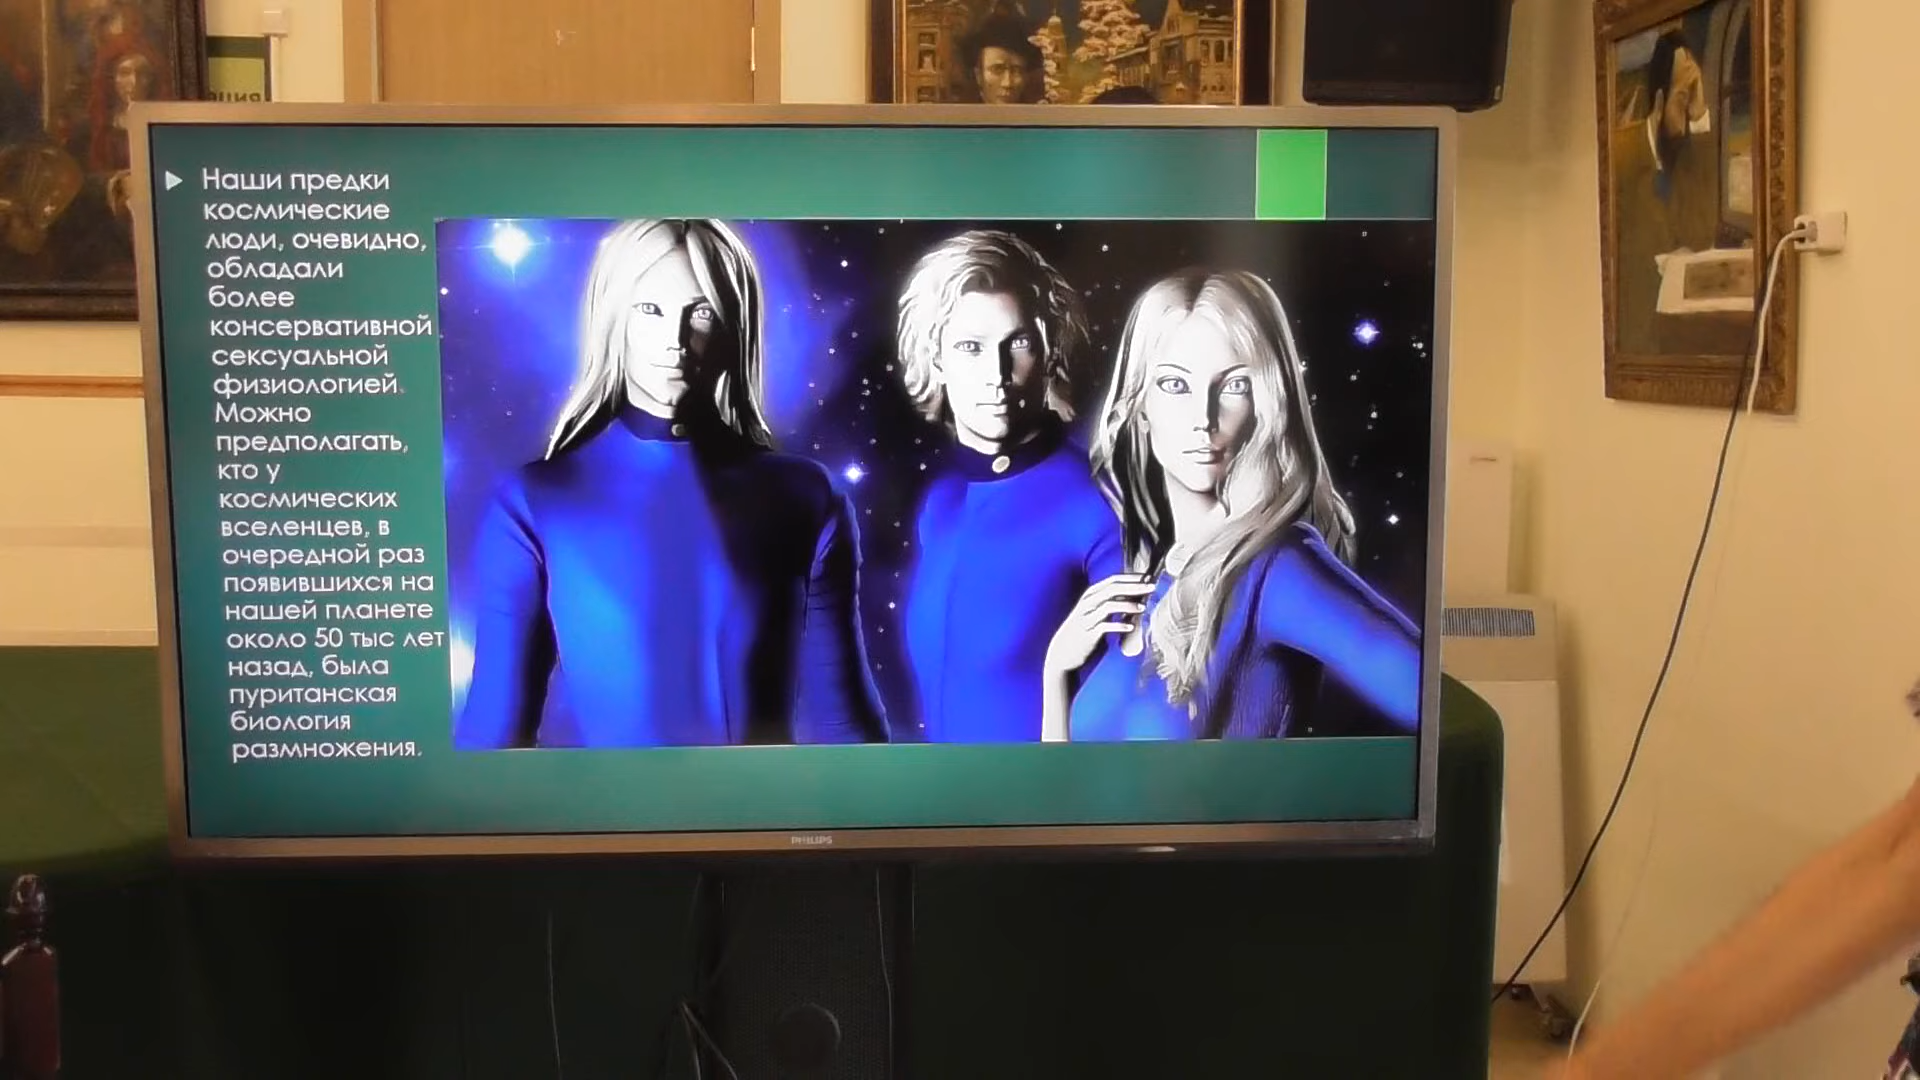 Наши предки
космические
люди, очевидно,
обладали
более
консервативной
сексуальной
физиологией.
Можно
предполагать,
кто у
космических
вселенцев, в
очередной раз
появившихся на
нашей планете
около 50 тыс лет
назад, была
пуританская
биология
размножения.
PHILIPS